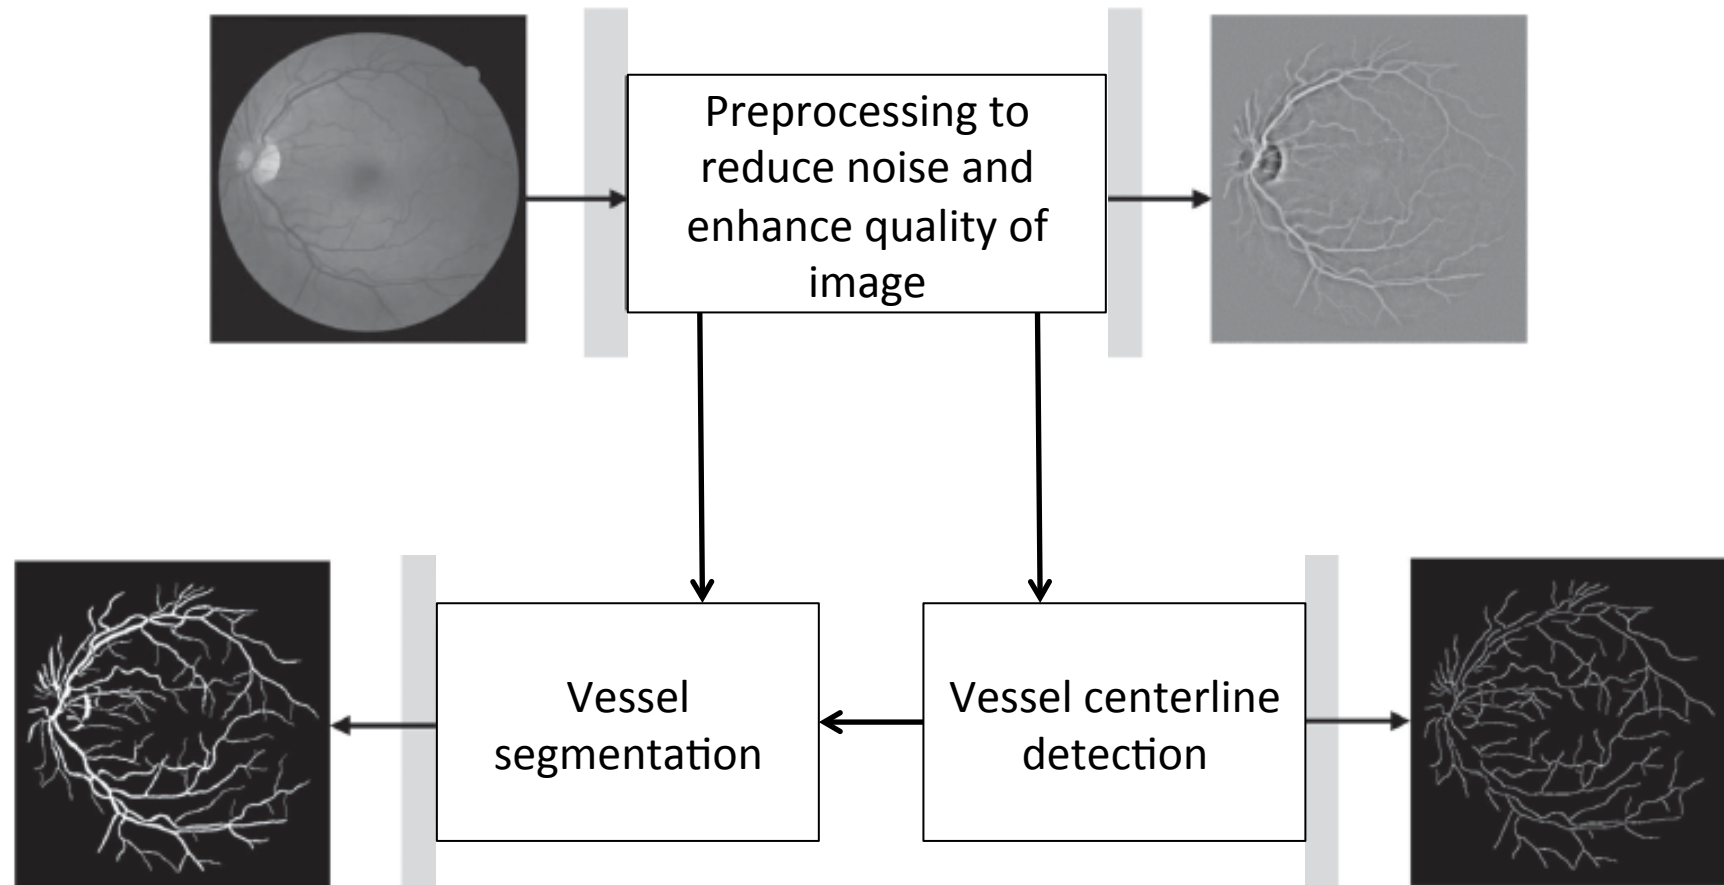 Preprocessing to
reduce noise and
enhance quality of
image
Vessel
segmentation
Vessel centerline
detection